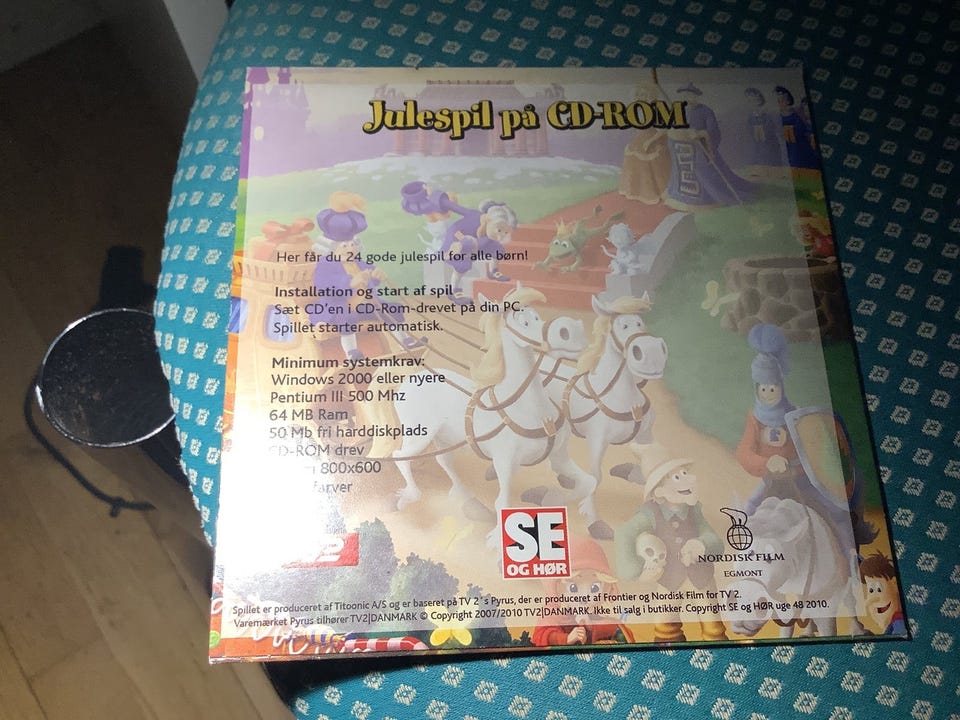 Julespil på CD-ROM
Her får du 24 gode julespil for alle børn!
Installation og start af spil
Sæt CD'en i CD-Rom-drevet på din PC.
Spillet starter automatisk.
Minimum systemkrav:
Windows 2000 eller nyere
Pentium III 500 Mhz
64 MB Ram
50 Mb fri harddiskplads
CD-ROM drev
800x600
farver
SE
OG HØR
NORDISK FILM
EGMONT
Spillet er produceret af Titoonic A/S og er baseret på TV 2´s Pyrus, der er produceret af Frontier og Nordisk Film for TV 2.
Varemærket Pyrus tilhører TV2|DANMARK © Copyright 2007/2010 TV2|DANMARK. Ikke til salg i butikker. Copyright SE og HØR uge 48 2010.